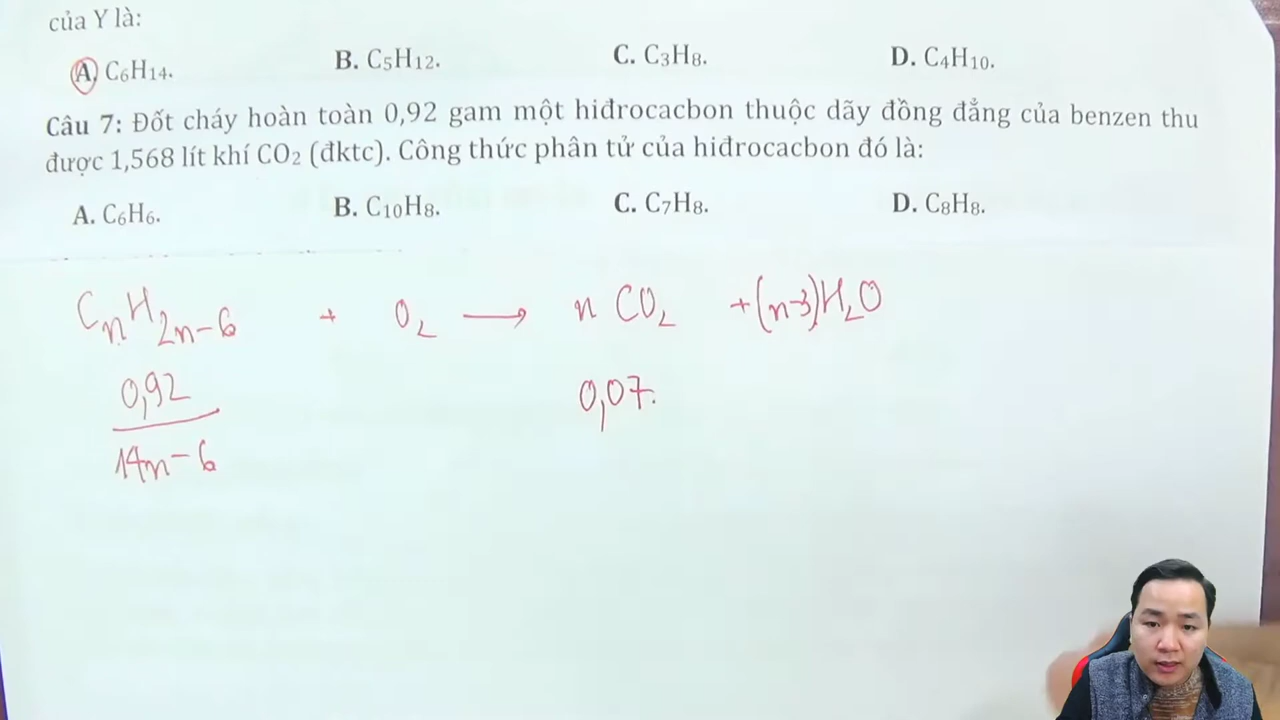 của Y là:
A. C₆H₁₄. B. C₅H₁₂. C. C₃H₈. D. C₄H₁₀.
Câu 7: Đốt cháy hoàn toàn 0,92 gam một hiđrocacbon thuộc dãy đồng đẳng của benzen thu
được 1,568 lít khí CO₂ (đktc). Công thức phân tử của hiđrocacbon đó là:
A. C₆H₆. B. C₁₀H₈. C. C₇H₈. D. C₈H₈.
CₙH₂ₙ₋₆ + O₂ → n CO₂ + (n-3)H₂O
0,92 0,07.
14n-6